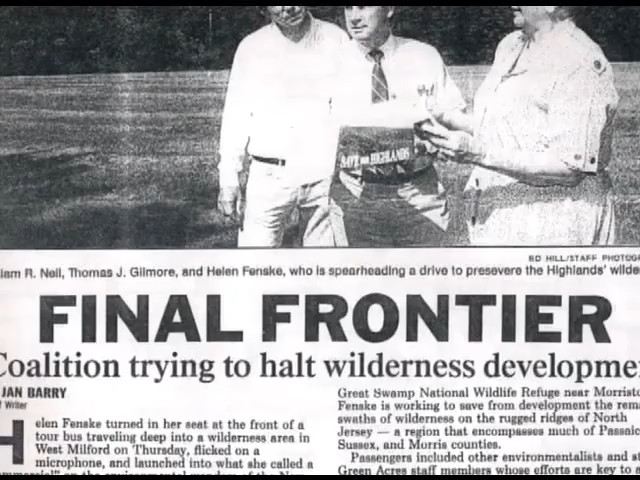 SAVE OUR HIGHLANDS
ED HILL/STAFF PHOTOGR
iam R. Neil, Thomas J. Gilmore, and Helen Fenske, who is spearheading a drive to presevere the Highlands' wilde
FINAL FRONTIER
Coalition trying to halt wilderness developme
JAN BARRY
Writer
Helen Fenske turned in her seat at the front of a
tour bus traveling deep into a wilderness area in
West Milford on Thursday, flicked on a
microphone, and launched into what she called a
Great Swamp National Wildlife Refuge near Morristo
Fenske is working to save from development the rem
swaths of wilderness on the rugged ridges of North
Jersey — a region that encompasses much of Passaic
Sussex, and Morris counties.
Passengers included other environmentalists and st
Green Acres staff members whose efforts are key to s